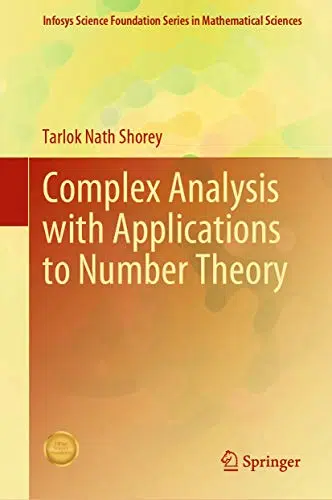 Infosys Science Foundation Series in Mathematical Sciences
Tarlok Nath Shorey
Complex Analysis
with Applications
to Number Theory
Springer